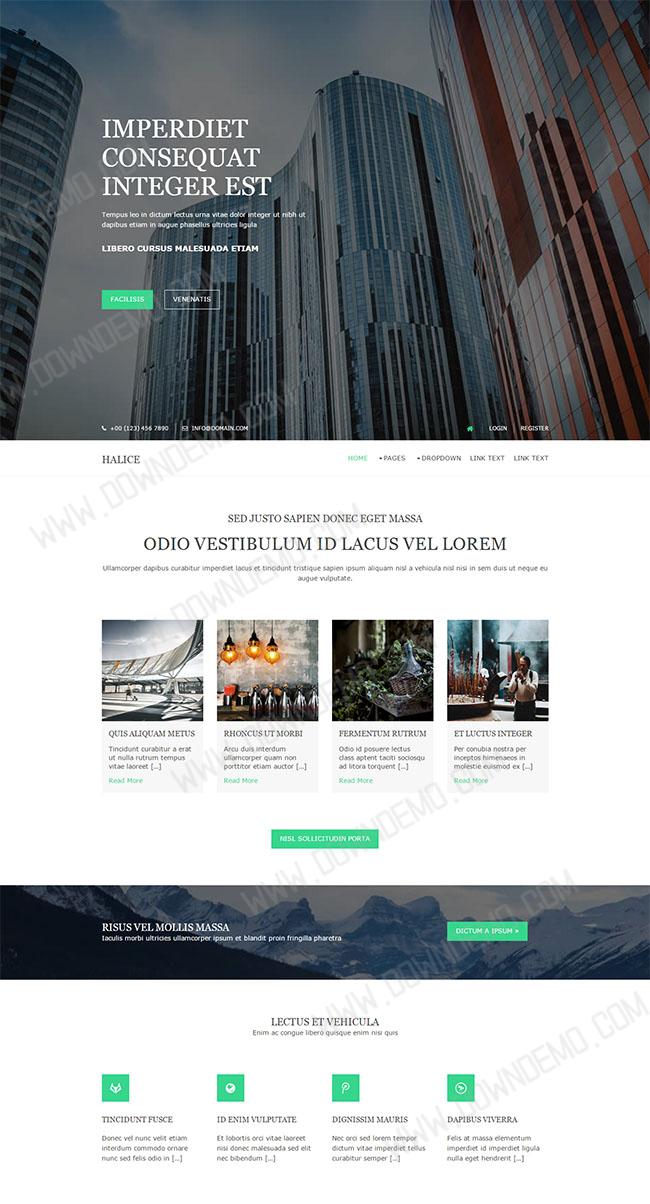 IMPERDIET
CONSEQUAT
INTEGER EST
Tempus leo in dictum lectus urna vitae dolor integer ut nibh ut
dapibus etiam in augue phasellus ultricies ligula
LIBERO CURSUS MALESUADA ETIAM
FACILISIS VENENATIS
+00 (123) 456 7890 INFO@DOMAIN.COM LOGIN REGISTER
HALICE HOME PAGES DROPDOWN LINK TEXT LINK TEXT
SED JUSTO SAPIEN DONEC EGET MASSA
ODIO VESTIBULUM ID LACUS VEL LOREM
Ullamcorper dapibus curabitur imperdiet lacus et tincidunt tristique sapien ipsum aliquam nisl a vehicula nisl nisi in sem duis ut neque eu
augue vulputate.
QUIS ALIQUAM METUS
Tincidunt curabitur a erat
ut nulla rutrum tempus
vitae laoreet [...]
Read More
RHONCUS UT MORBI
Arcu duis interdum
ullamcorper quam non
porttitor etiam auctor [...]
Read More
FERMENTUM RUTRUM
Odio id posuere lectus
class aptent taciti sociosqu
ad litora torquent [...]
Read More
ET LUCTUS INTEGER
Per conubia nostra per
inceptos himenaeos in
molestie euismod ex [...]
Read More
NISL SOLLICITUDIN PORTA
RISUS VEL MOLLIS MASSA
Iaculis morbi ultricies ullamcorper ipsum et blandit proin fringilla pharetra
DICTUM A IPSUM »
LECTUS ET VEHICULA
Enim ac congue libero quisque enim nisi quis
TINCIDUNT FUSCE
Donec vel nunc velit etiam
interdum commodo ornare
nunc sed felis odio in [...]
ID ENIM VULPUTATE
Et lobortis orci vitae laoreet
nisi donec malesuada sed elit
nec bibendum [...]
DIGNISSIM MAURIS
Nec orci sed lorem tempor
dictum vitae imperdiet tellus
curabitur semper [...]
DAPIBUS VIVERRA
Felis at massa elementum
imperdiet id imperdiet ligula
nulla eget hendrerit [...]
WWW.DOWNDEMO.COM